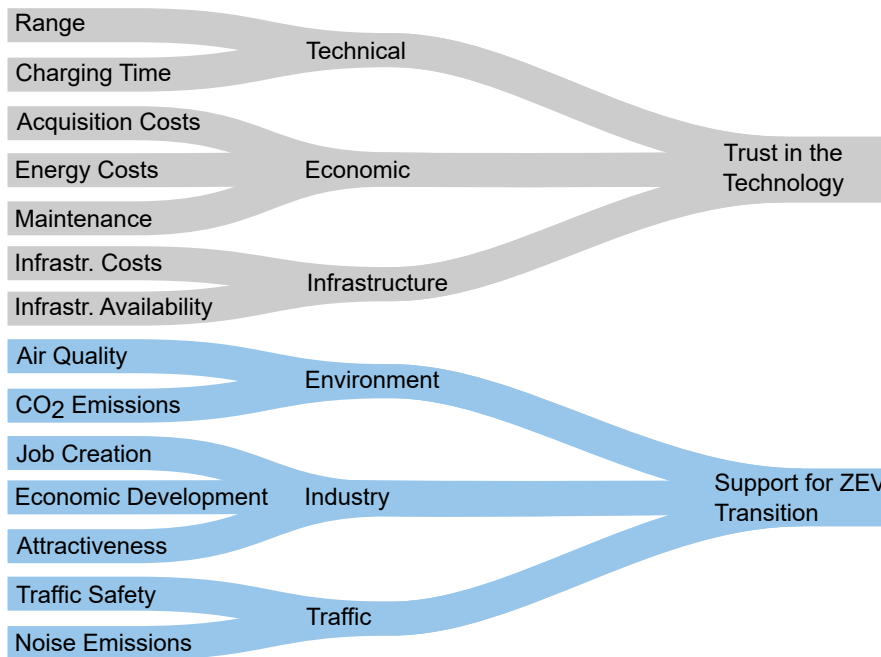 Range
Charging Time
Technical
Acquisition Costs
Energy Costs
Maintenance
Economic
Infrastr. Costs
Infrastr. Availability
Infrastructure
Trust in the
Technology
Air Quality
CO2 Emissions
Environment
Job Creation
Economic Development
Attractiveness
Industry
Traffic Safety
Noise Emissions
Traffic
Support for ZEV
Transition